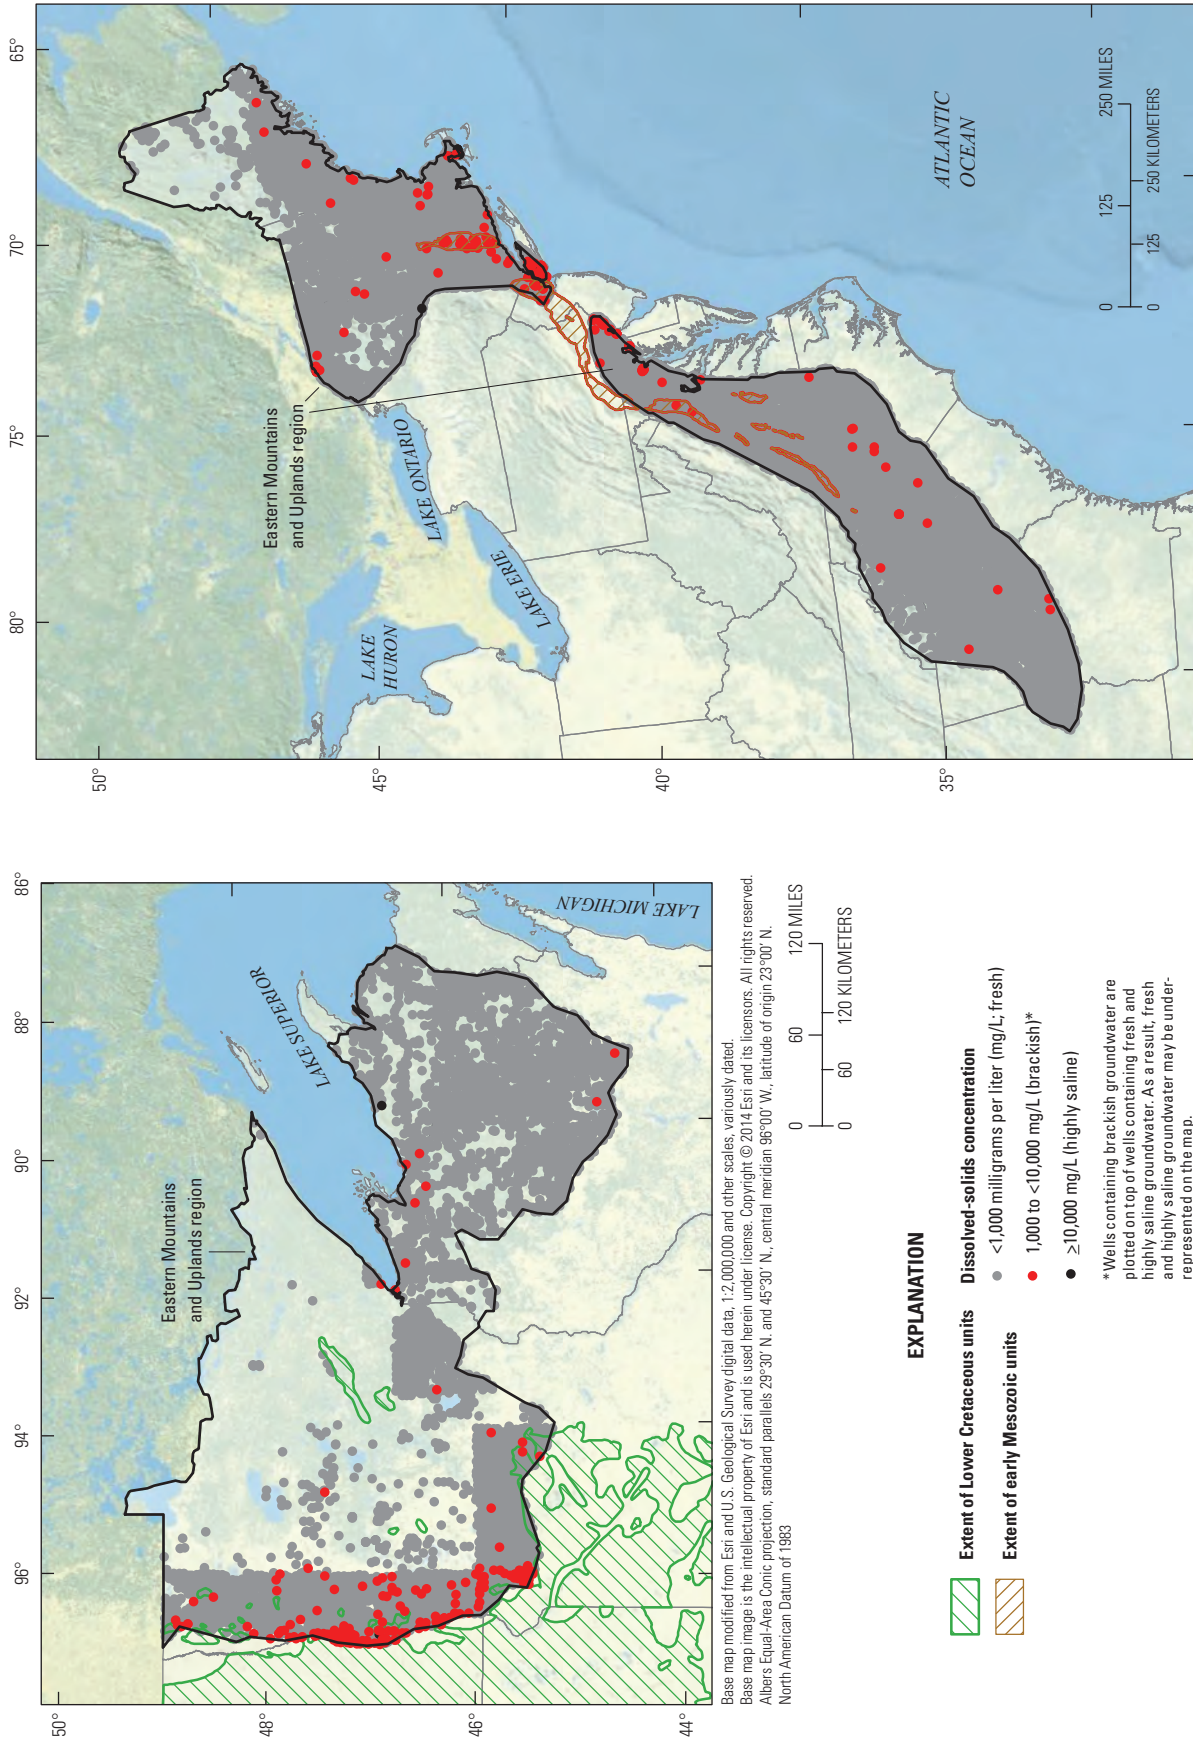 86°
88°
90°
92°
94°
96°
50°
48°
46°
44°
Eastern Mountains
and Uplands region
LAKE SUPERIOR
LAKE MICHIGAN
Base map modified from Esri and U.S. Geological Survey digital data, 1:2,000,000 and other scales, variously dated.
Base map image is the intellectual property of Esri and is used herein under license. Copyright © 2014 Esri and its licensors. All rights reserved.
Albers Equal-Area Conic projection, standard parallels 29°30' N. and 45°30' N., central meridian 96°00' W., latitude of origin 23°00' N.
North American Datum of 1983
0 60 120 MILES
0 60 120 KILOMETERS
65°
70°
75°
80°
50°
45°
40°
35°
Eastern Mountains
and Uplands region
LAKE
HURON
LAKE ONTARIO
LAKE ERIE
ATLANTIC
OCEAN
0 125 250 MILES
0 125 250 KILOMETERS
EXPLANATION
Extent of Lower Cretaceous units
Extent of early Mesozoic units
Dissolved-solids concentration
<1,000 milligrams per liter (mg/L; fresh)
1,000 to <10,000 mg/L (brackish)*
≥10,000 mg/L (highly saline)
*Wells containing brackish groundwater are
plotted on top of wells containing fresh and
highly saline groundwater. As a result, fresh
and highly saline groundwater may be under-
represented on the map.